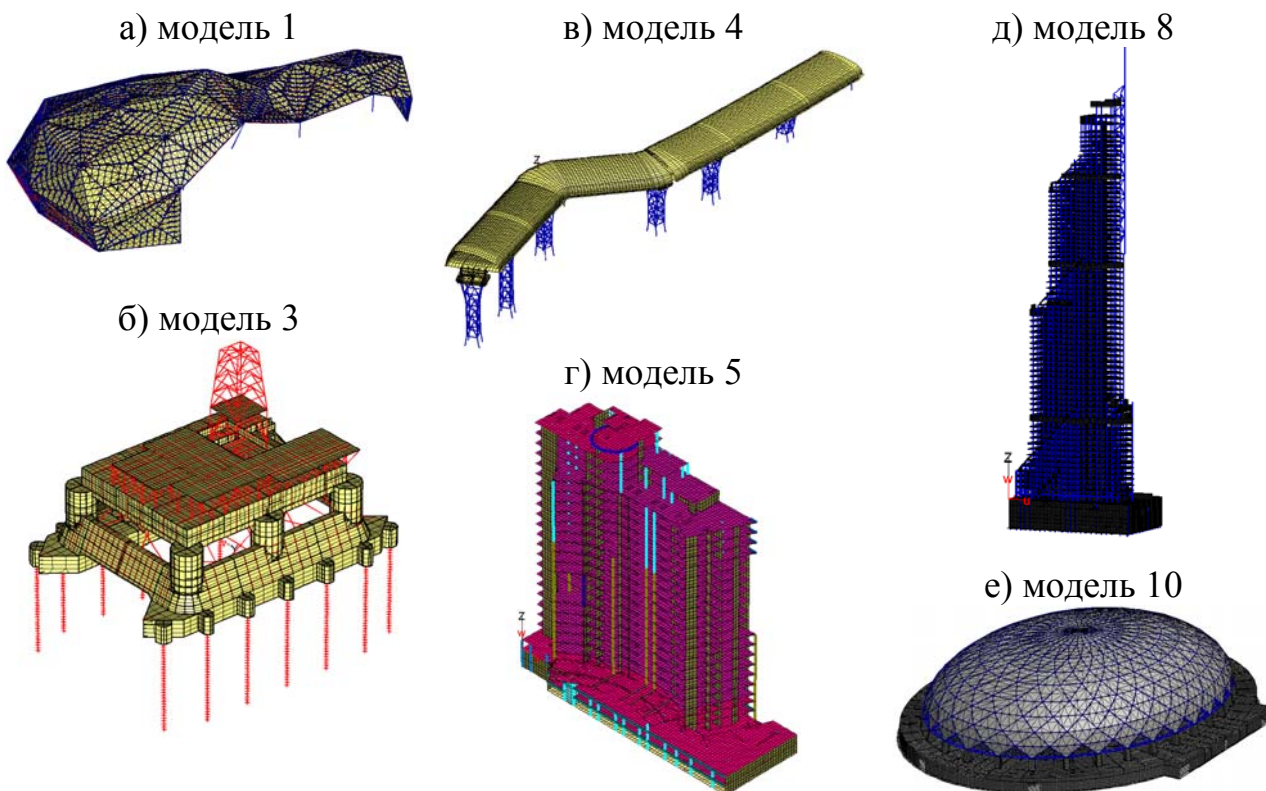 а) модель 1
в) модель 4
д) модель 8
Z
б) модель 3
г) модель 5
Z
W
U
е) модель 10
Z
W